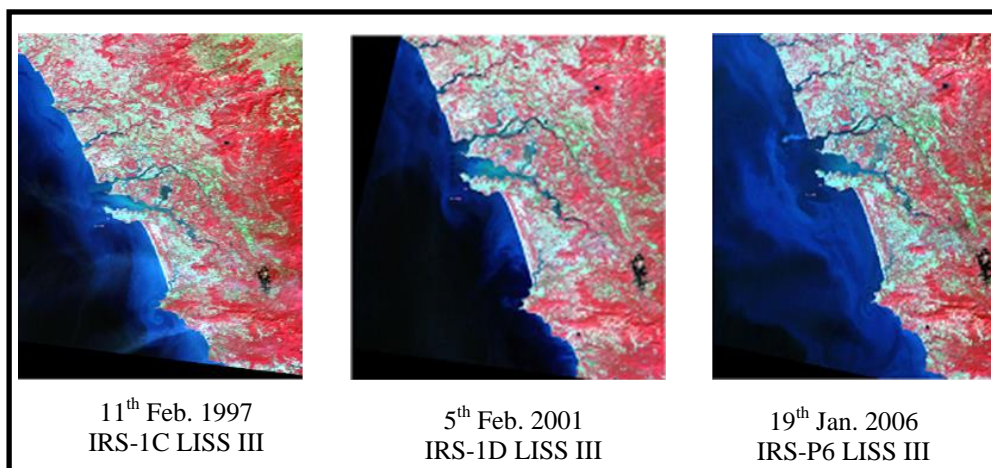 11th Feb. 1997
IRS-1C LISS III
5th Feb. 2001
IRS-1D LISS III
19th Jan. 2006
IRS-P6 LISS III